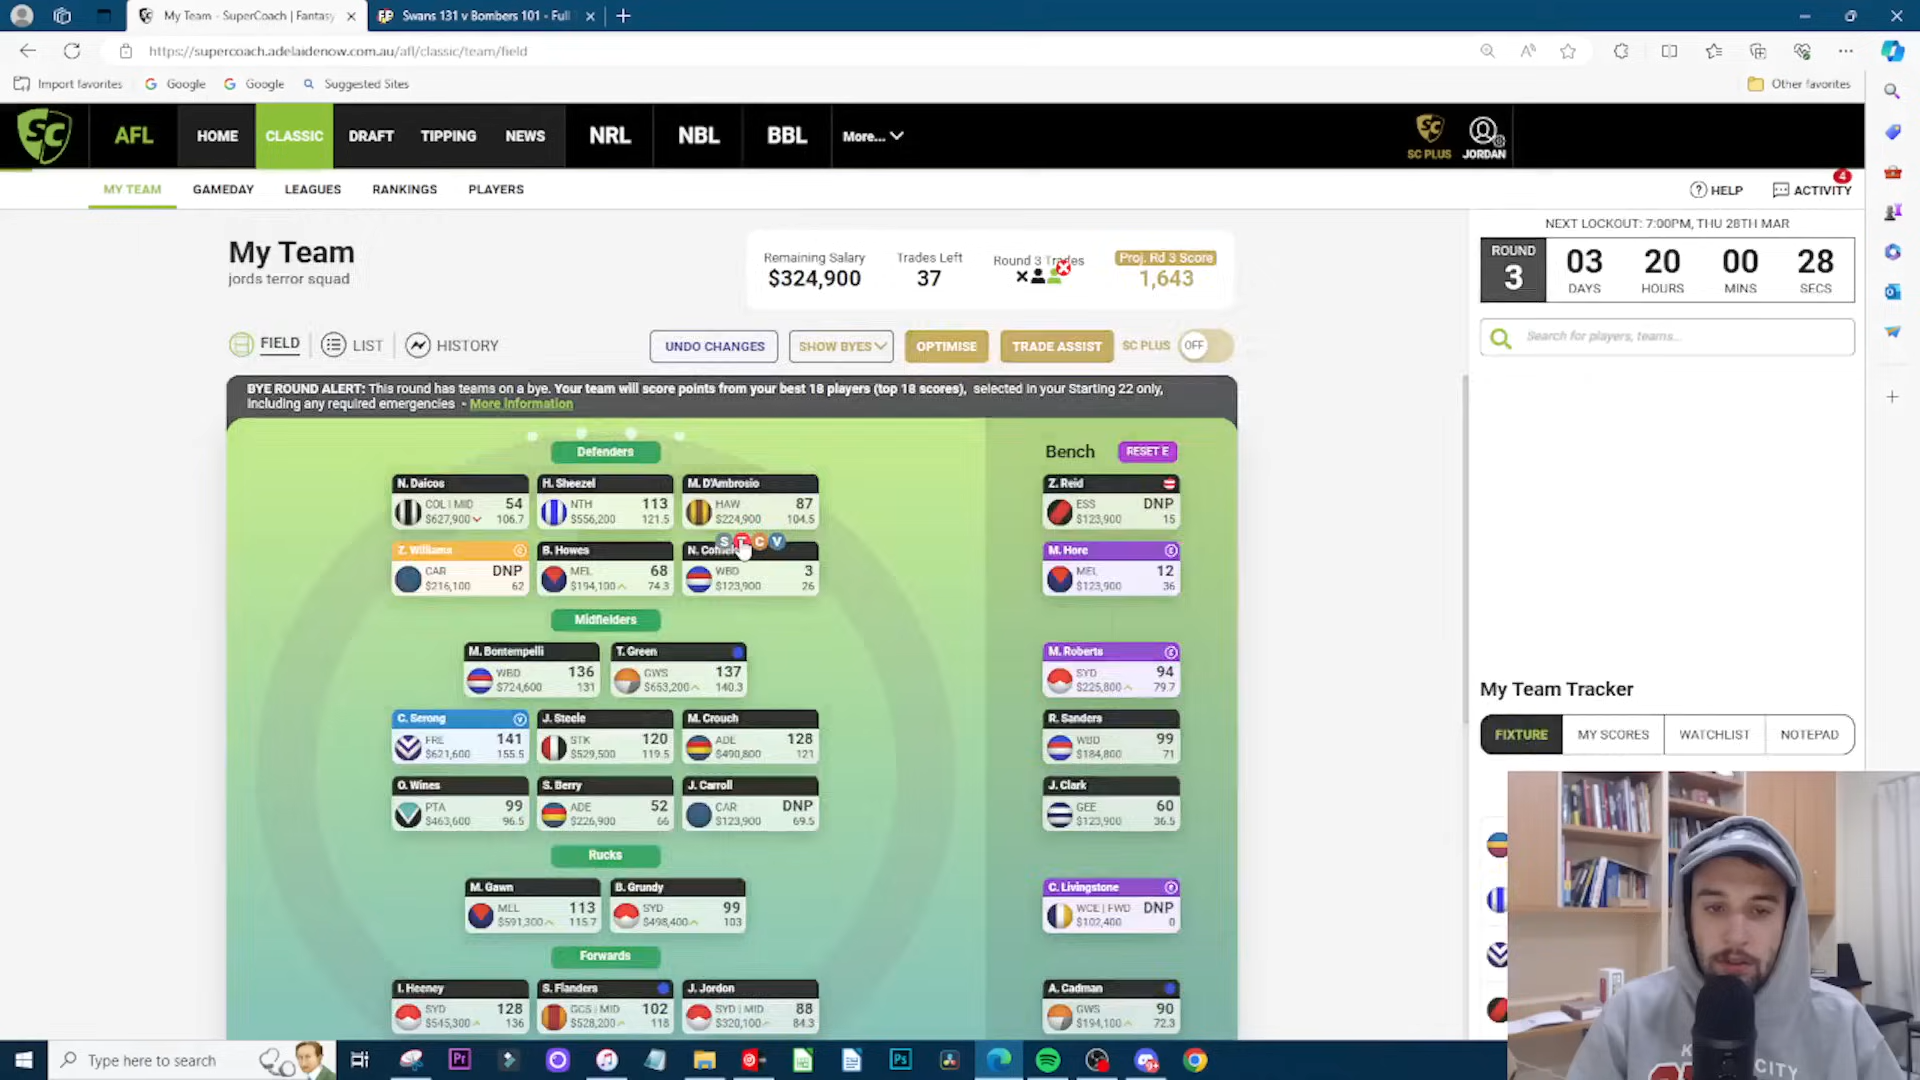 My Team - SuperCoach | Fantasy
Swans 131 v Bombers 101 - Full
https://supercoach.adelaidenow.com.au/afl/classic/team/field
Import favorites
Google
Google
Suggested Sites
Other favorites
SC
AFL
HOME
CLASSIC
DRAFT
TIPPING
NEWS
NRL
NBL
BBL
More...
SC
SC PLUS
JORDAN
MY TEAM
GAMEDAY
LEAGUES
RANKINGS
PLAYERS
HELP
ACTIVITY
4
My Team
jords terror squad
Remaining Salary
$324,900
Trades Left
37
Round 3 Trades
Proj. Rd 3 Score
1,643
NEXT LOCKOUT: 7:00PM, THU 28TH MAR
ROUND
3
03
DAYS
20
HOURS
00
MINS
28
SECS
Search for players, teams...
FIELD
LIST
HISTORY
UNDO CHANGES
SHOW BYES
OPTIMISE
TRADE ASSIST
SC PLUS
OFF
BYE ROUND ALERT: This round has teams on a bye. Your team will score points from your best 18 players (top 18 scores), selected in your Starting 22 only,
including any required emergencies - More Information
Defenders
Bench
RESET E
N. Daicos
COL | MID 54
$627,900 106.7
H. Sheezel
NTH 113
$556,200 121.5
M. D'Ambrosio
HAW 87
$224,900 104.5
Z. Reid
ESS DNP
$123,900 15
S T C V
Z. Williams C
CAR DNP
$216,100 62
B. Howes
MEL 68
$194,100 74.3
WBD 3
$123,900 26
M. Hore E
MEL 12
$123,900 36
Midfielders
M. Bontempelli
WBD 136
$724,600 131
T. Green
GWS 137
$653,200 140.3
M. Roberts E
SYD 94
$225,800 79.7
C. Serong V
FRE 141
$621,600 155.5
J. Steele
STK 120
$529,500 119.5
M. Crouch
ADE 128
$490,800 121
R. Sanders
WBD 99
$184,800 71
O. Wines
PTA 99
$463,600 96.5
S. Berry
ADE 52
$226,900 66
J. Carroll
CAR DNP
$123,900 69.5
J. Clark
GEE 60
$123,900 36.5
Rucks
M. Gawn
MEL 113
$591,300 115.7
B. Grundy
SYD 99
$498,400 103
C. Livingstone E
WCE | FWD DNP
$102,400 0
Forwards
I. Heeney
SYD 128
$545,300 136
S. Flanders
GCS | MID 102
$528,200 118
J. Jordon
SYD | MID 88
$320,100 84.3
A. Cadman
GWS 90
$194,100 72.3
My Team Tracker
FIXTURE
MY SCORES
WATCHLIST
NOTEPAD
Type here to search
Pr
Ps
CITY